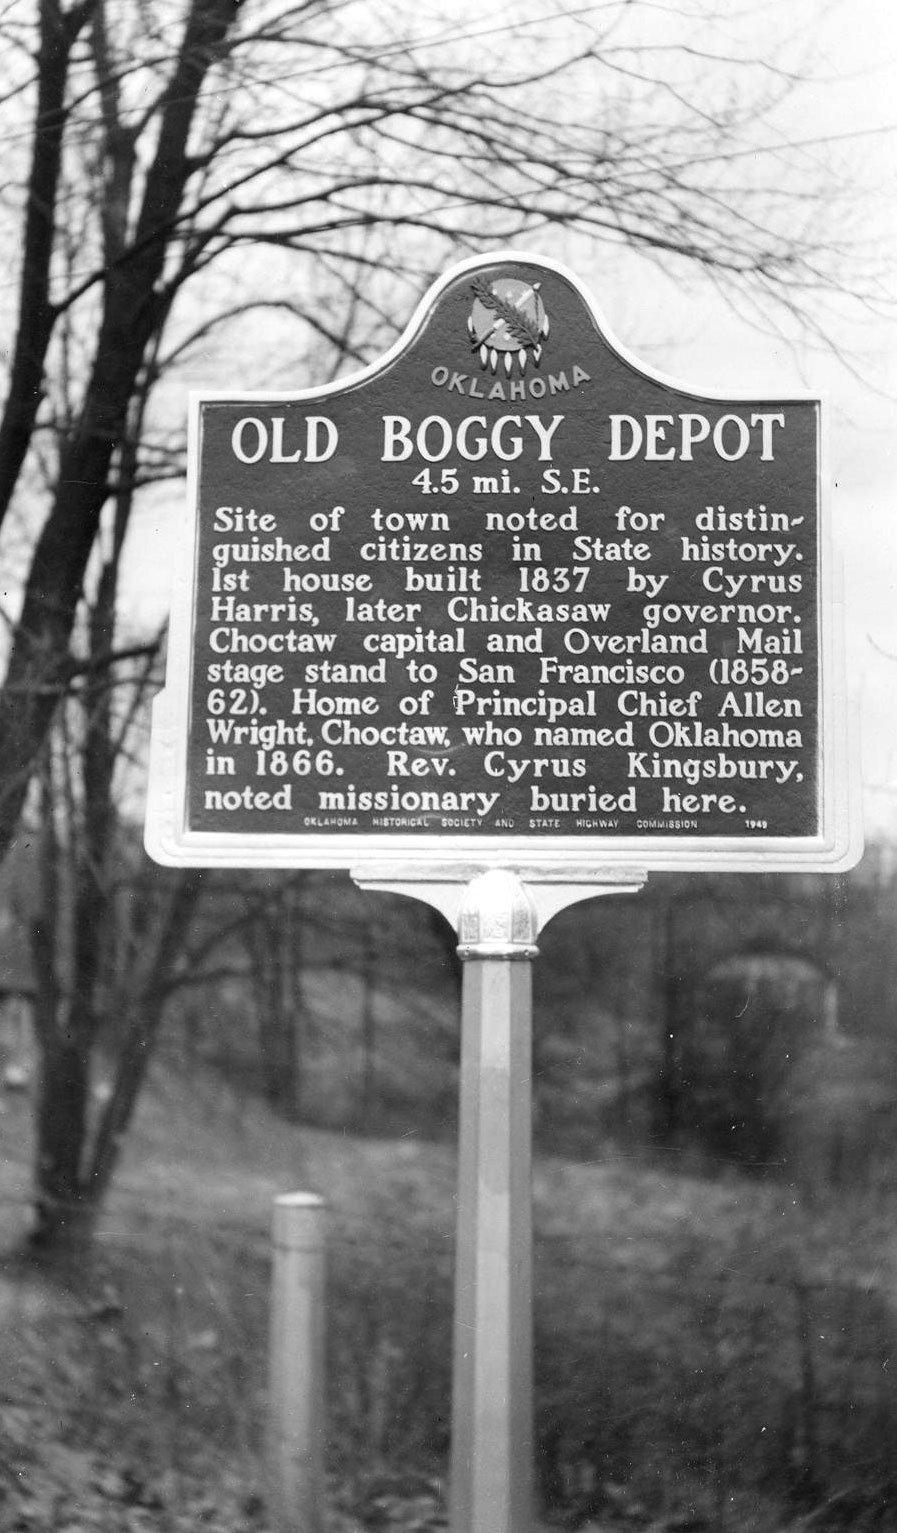 OKLAHOMA
OLD BOGGY DEPOT
4.5 mi. S.E.
Site of town noted for distin-
guished citizens in State history.
1st house built 1837 by Cyrus
Harris, later Chickasaw governor.
Choctaw capital and Overland Mail
stage stand to San Francisco (1858-
62). Home of Principal Chief Allen
Wright, Choctaw, who named Oklahoma
in 1866. Rev. Cyrus Kingsbury,
noted missionary buried here.
OKLAHOMA HISTORICAL SOCIETY AND STATE HIGHWAY COMMISSION 1949